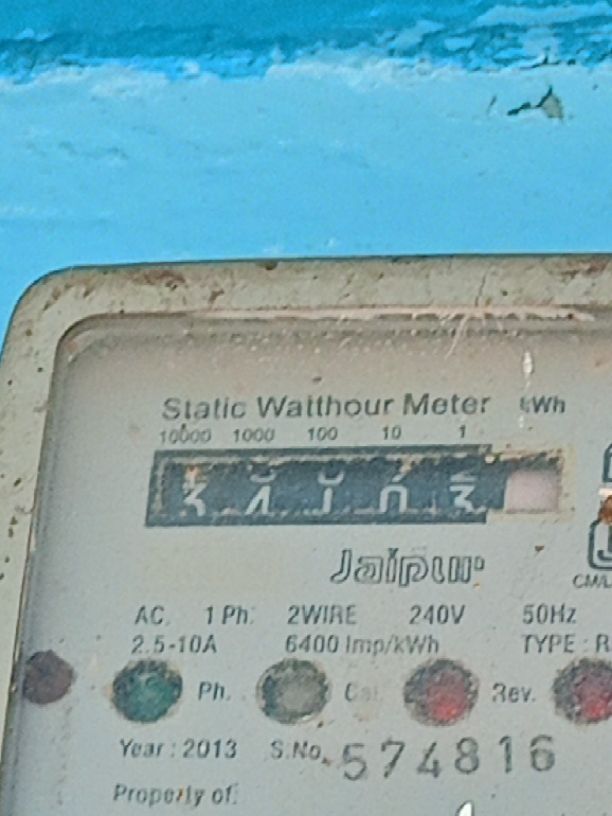 Static Watthour Meter kWh
10000 1000 100 10 1
Jaipur
AC. 1 Ph. 2WIRE 240V 50Hz
2.5-10A 6400 Imp/kWh TYPE : R
Ph. Cal. Rev.
Year : 2013 S.No. 574816
Property of: